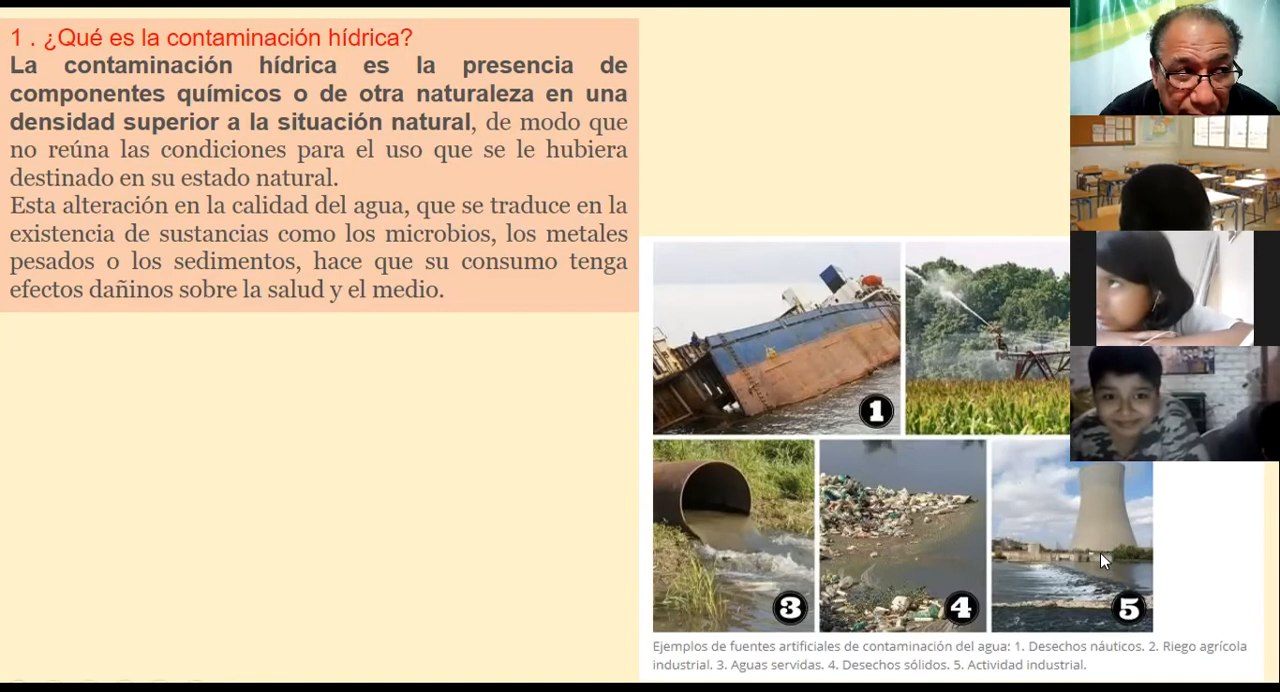 1 . ¿Qué es la contaminación hídrica?
La contaminación hídrica es la presencia de
componentes químicos o de otra naturaleza en una
densidad superior a la situación natural, de modo que
no reúna las condiciones para el uso que se le hubiera
destinado en su estado natural.
Esta alteración en la calidad del agua, que se traduce en la
existencia de sustancias como los microbios, los metales
pesados o los sedimentos, hace que su consumo tenga
efectos dañinos sobre la salud y el medio.
1
3
4
5
Ejemplos de fuentes artificiales de contaminación del agua: 1. Desechos náuticos. 2. Riego agrícola
industrial. 3. Aguas servidas. 4. Desechos sólidos. 5. Actividad industrial.